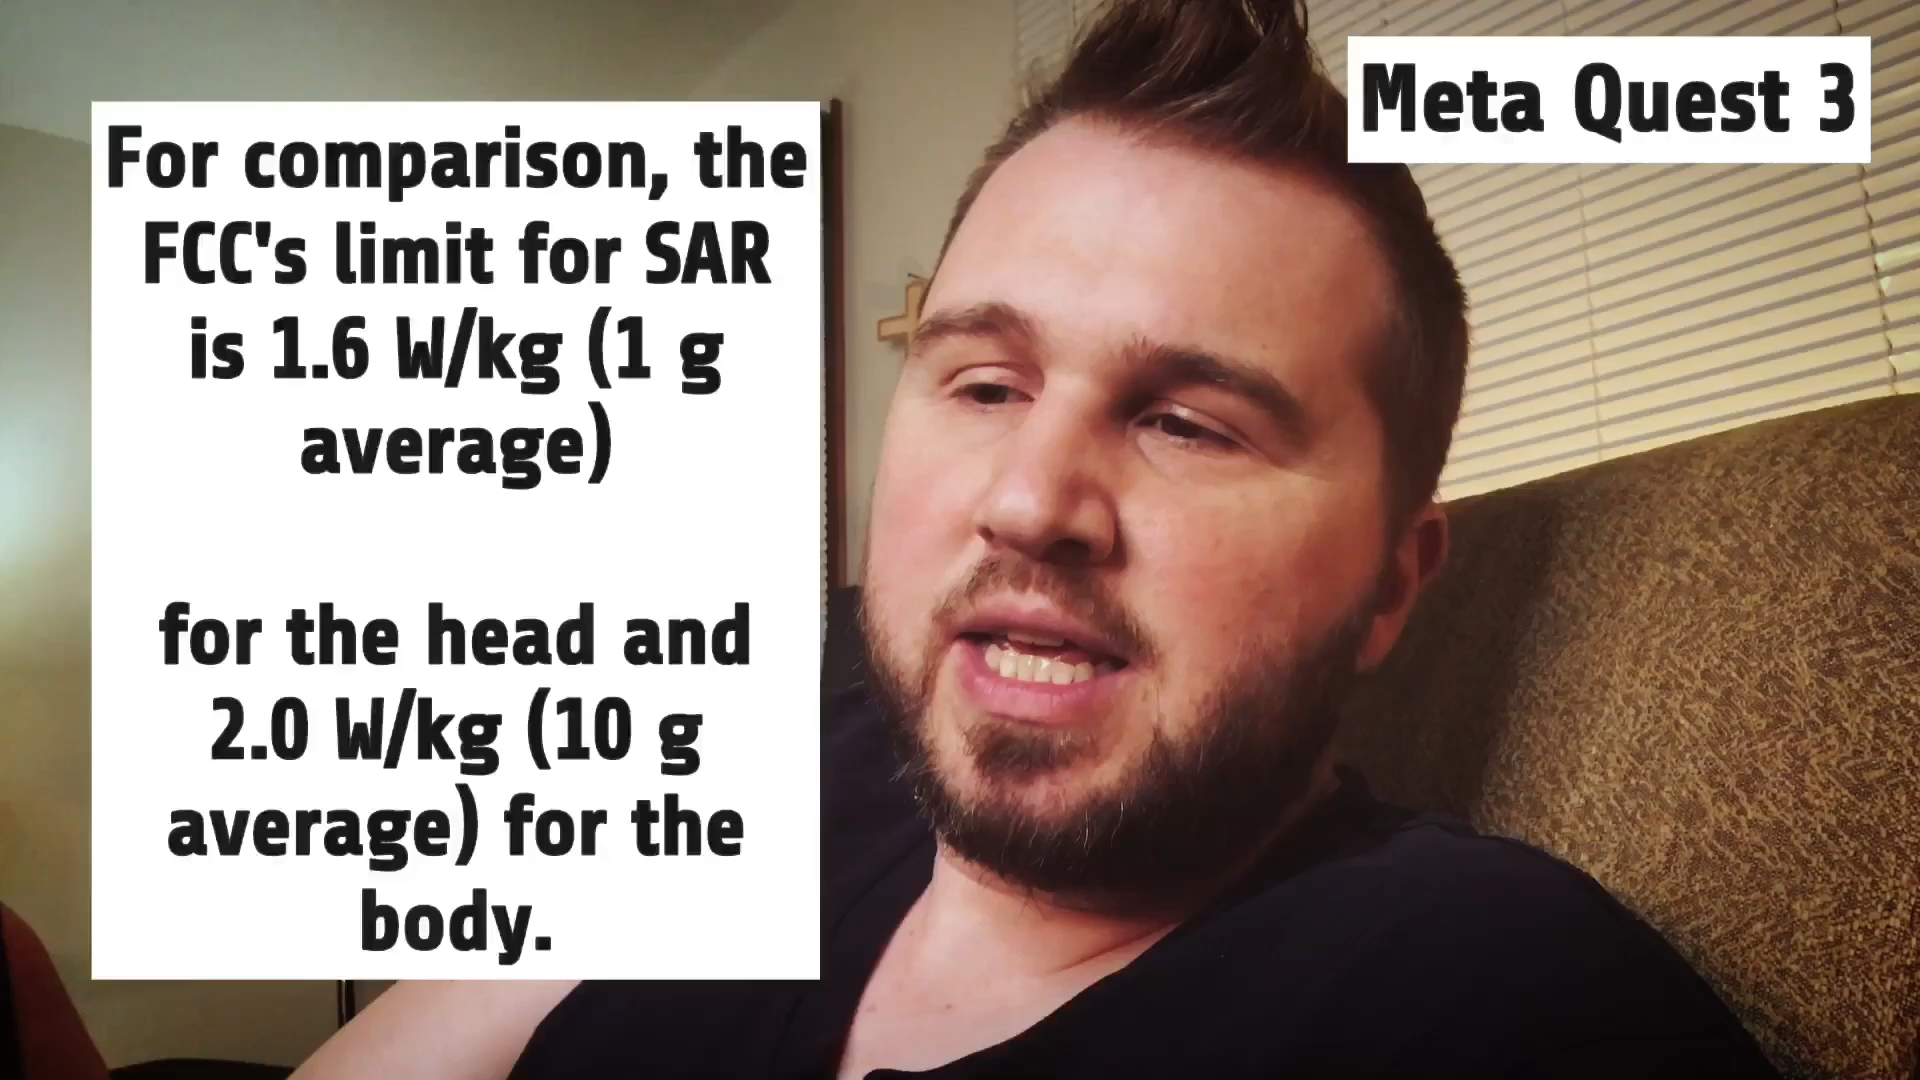 For comparison, the
FCC's limit for SAR
is 1.6 W/kg (1 g
average)
for the head and
2.0 W/kg (10 g
average) for the
body.
Meta Quest 3